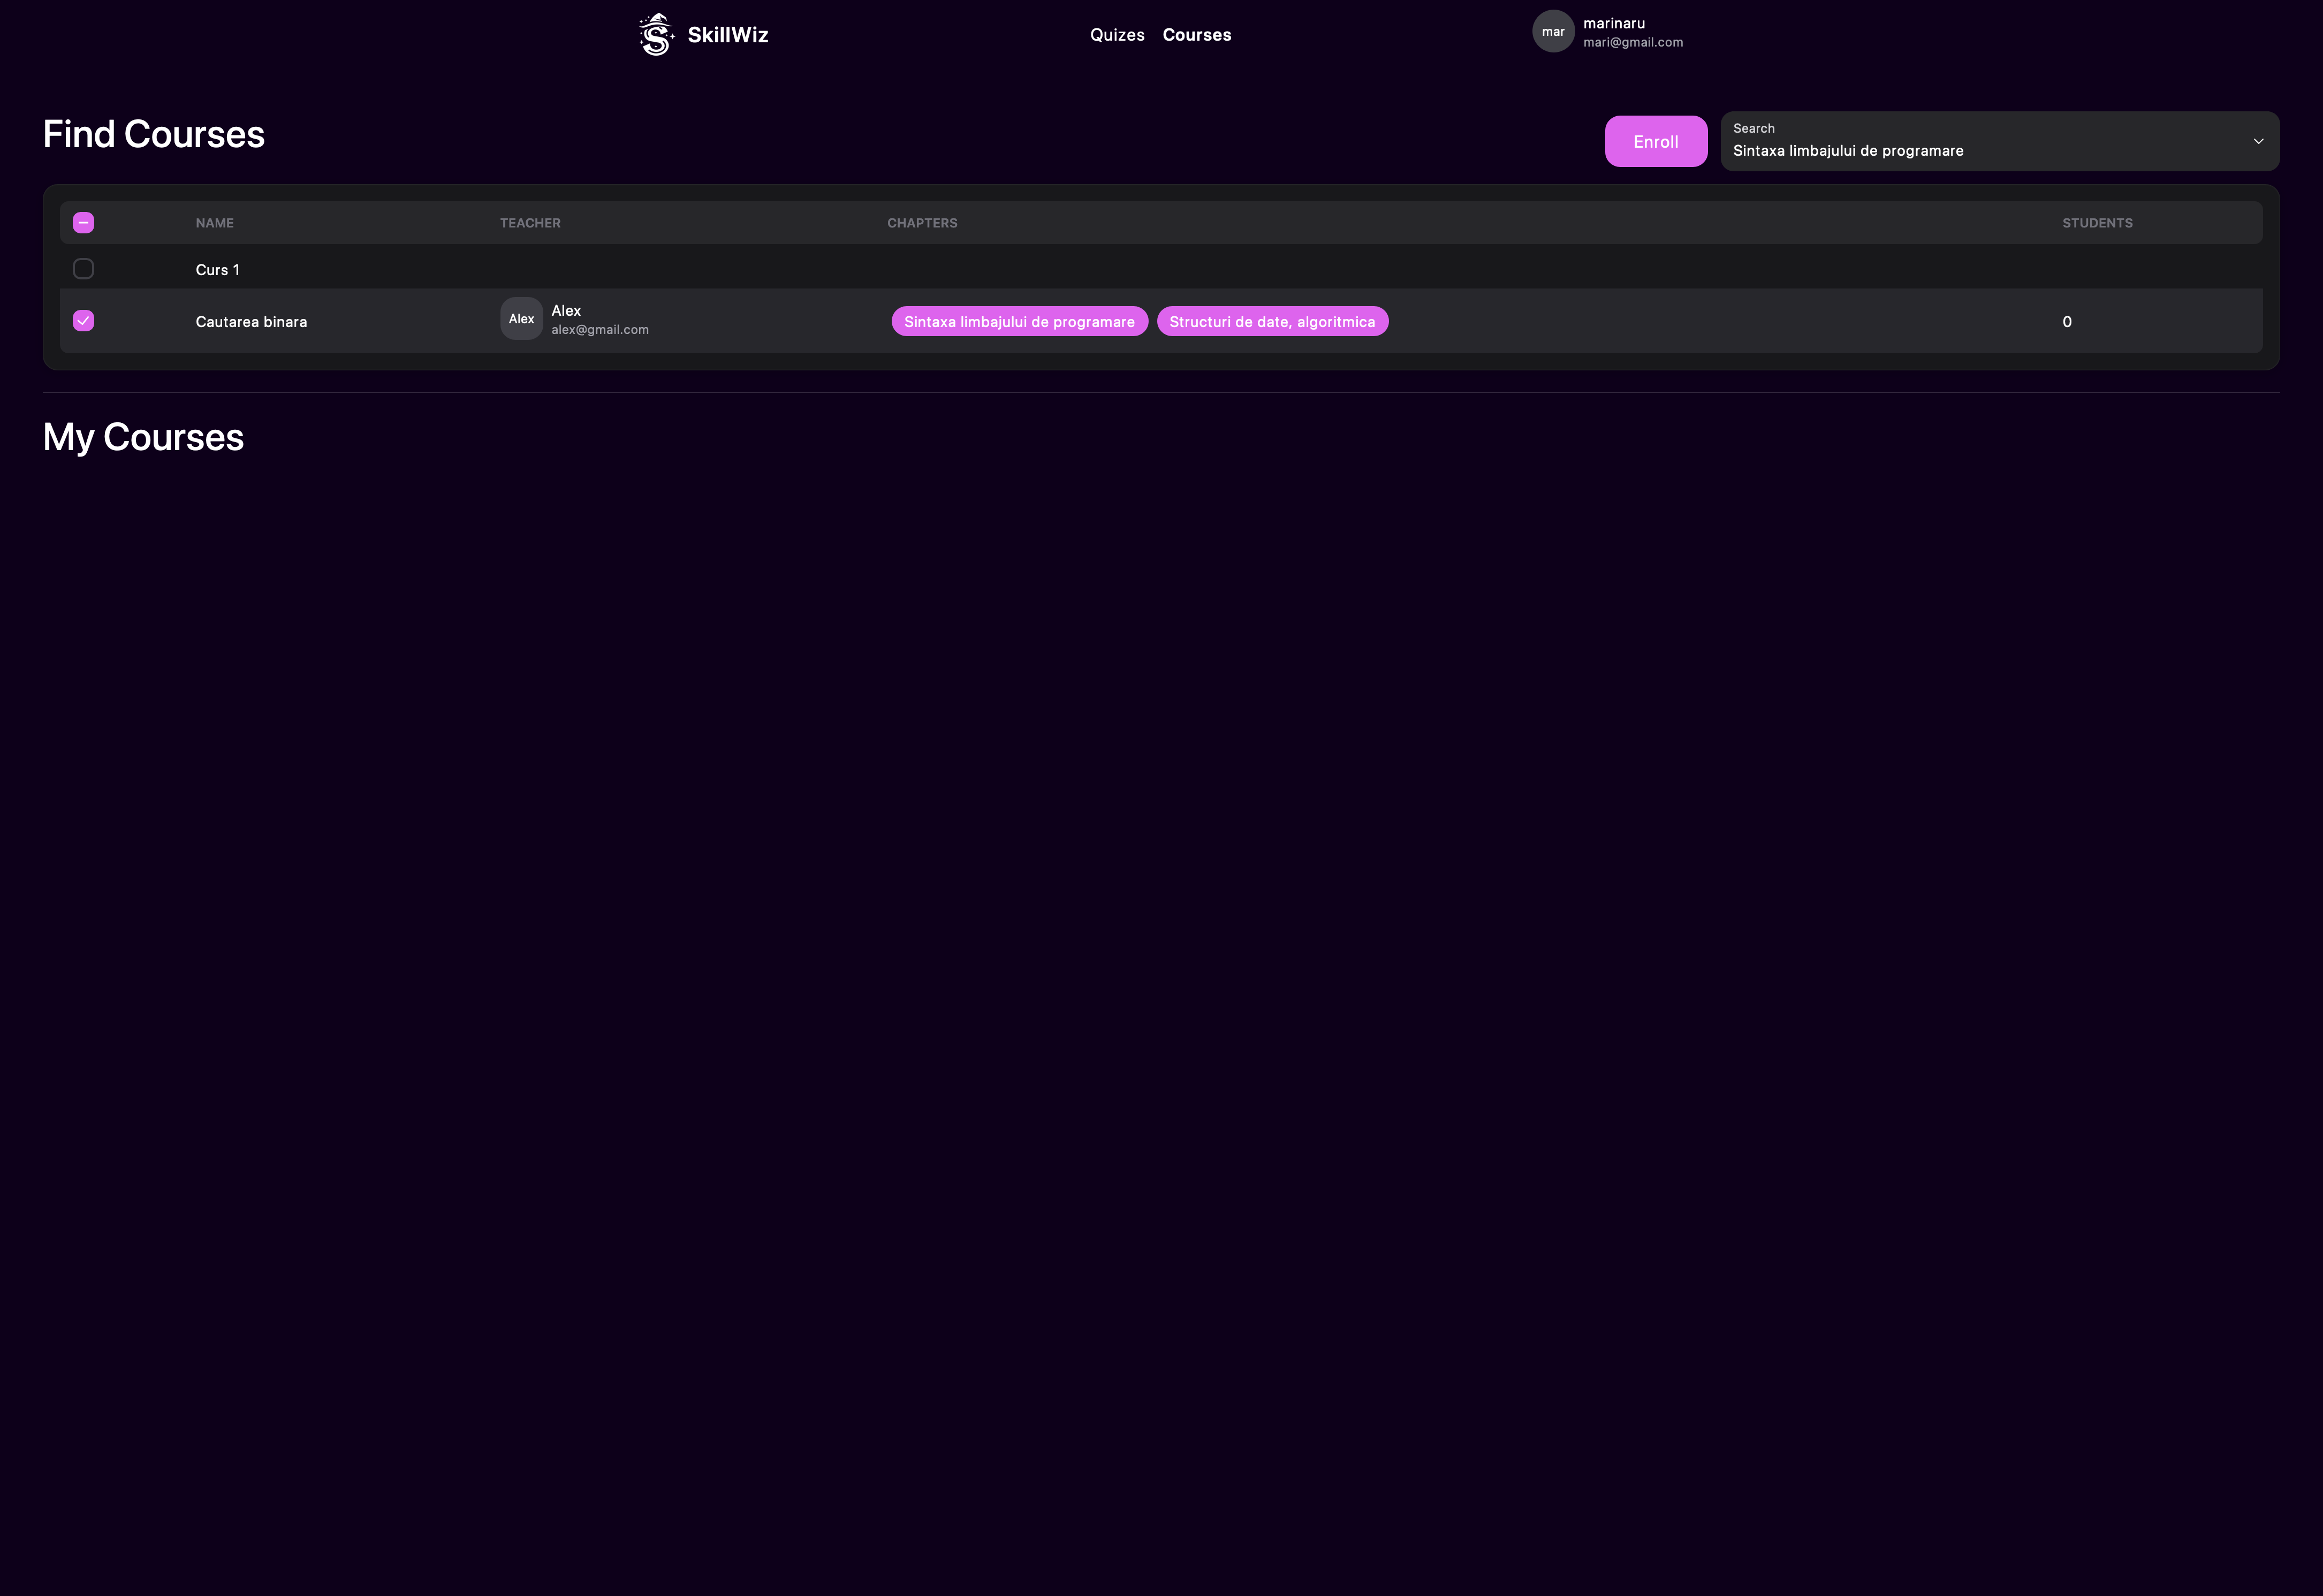 SkillWiz
Quizes Courses
mar
marinaru
mari@gmail.com
Find Courses
Enroll
Search
Sintaxa limbajului de programare
NAME TEACHER CHAPTERS STUDENTS
Curs 1
Cautarea binara
Alex
Alex
alex@gmail.com
Sintaxa limbajului de programare Structuri de date, algoritmica
0
My Courses